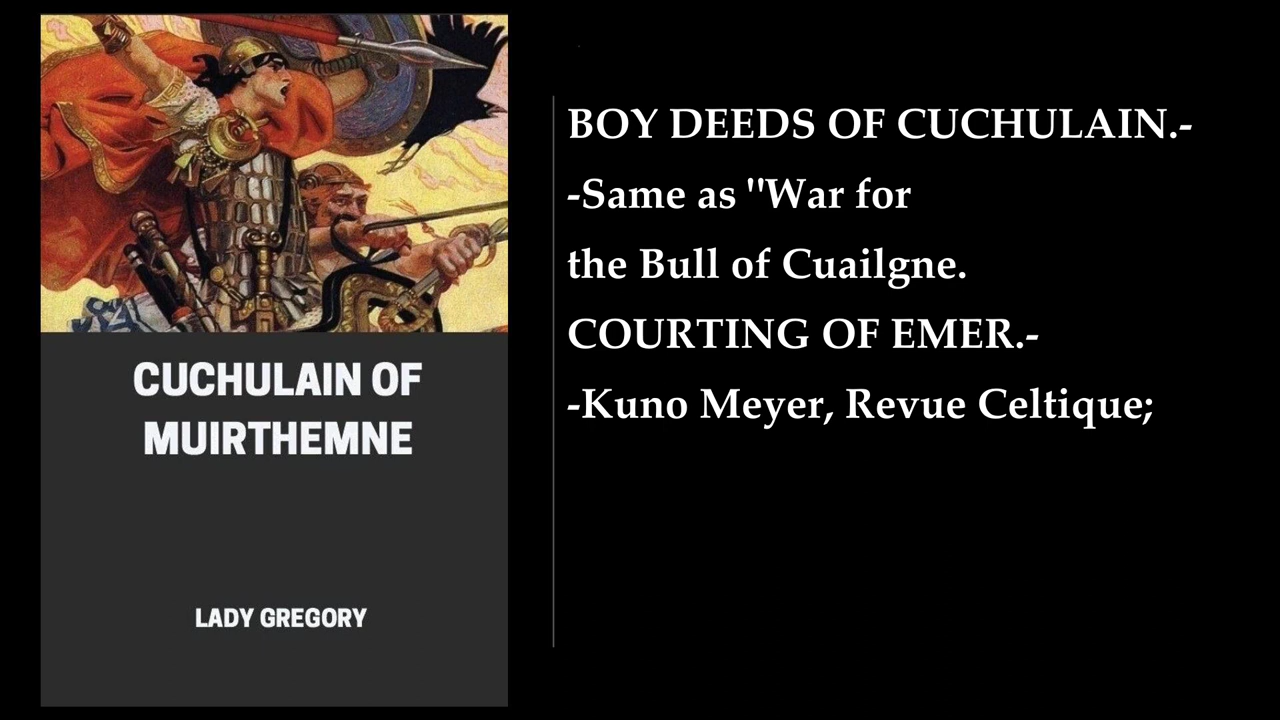 CUCHULAIN OF
MUIRTHEMNE
LADY GREGORY
BOY DEEDS OF CUCHULAIN.-
-Same as "War for
the Bull of Cuailgne.
COURTING OF EMER.-
-Kuno Meyer, Revue Celtique;